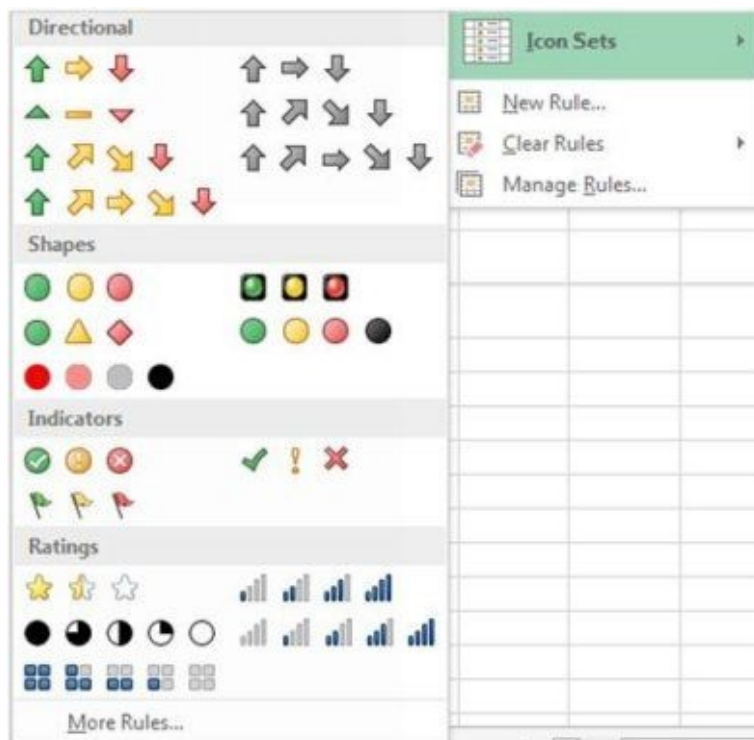 Directional
Shapes
Indicators
Ratings
More Rules...
Icon Sets
New Rule...
Clear Rules
Manage Rules...